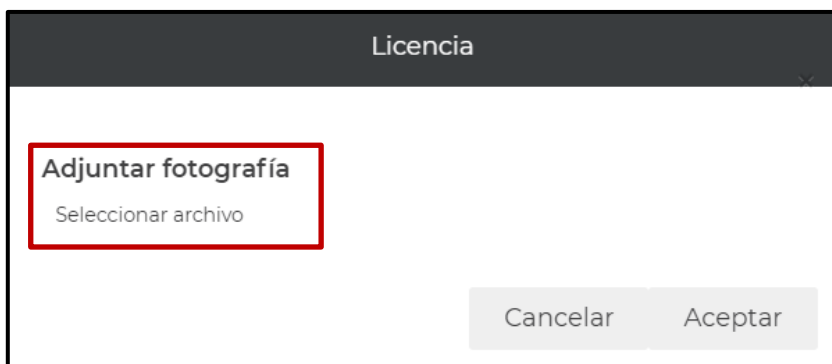 Licencia
Adjuntar fotografía
Seleccionar archivo
Cancelar Aceptar